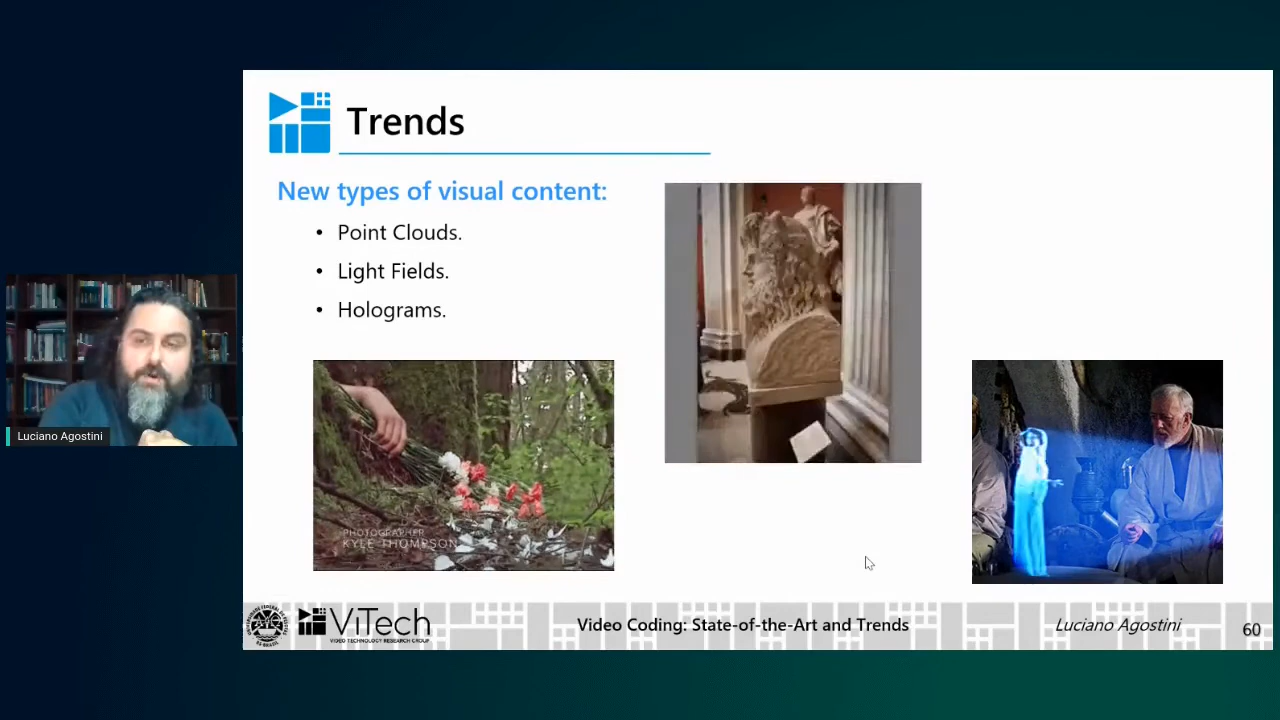 Trends
New types of visual content:
• Point Clouds.
• Light Fields.
• Holograms.
Luciano Agostini
PHOTOGRAPHER
KYLE THOMPSON
ViTech
VIDEO TECHNOLOGY RESEARCH GROUP
Video Coding: State-of-the-Art and Trends
Luciano Agostini
60